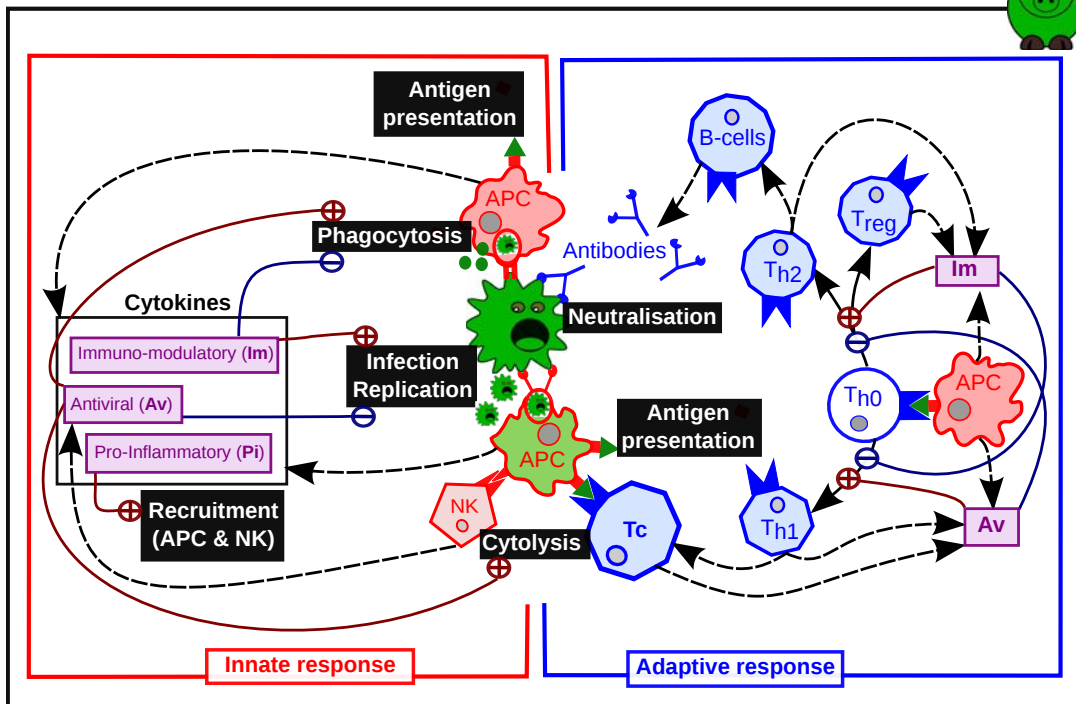 Antigen
presentation
APC
Phagocytosis
Cytokines
Immuno-modulatory (Im)
Antiviral (Av)
Pro-Inflammatory (Pi)
Infection
Replication
Recruitment
(APC & NK)
NK
Cytolysis
APC
Antigen
presentation
Neutralisation
Antibodies
B-cells
Th2
Treg
Im
Th0
APC
Th1
Av
Tc
Innate response
Adaptive response